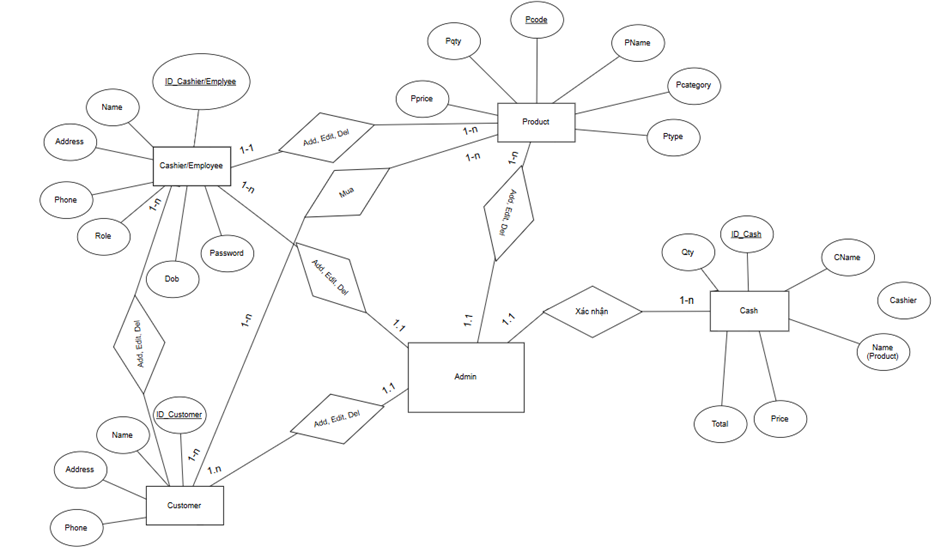 Pcode
Pqty
PName
ID_Cashier/Emplyee
Pprice
Pcategory
Name
Product
Ptype
Add, Edit, Del
1-n
Address
1-1
1-n
1-n
Cashier/Employee
1-n
Mua
Phone
1-n
Add, Edit, Del
Role
Password
ID_Cash
Qty
CName
Dob
Add, Edit, Del
Cashier
1-n
Xác nhận
Cash
1-n
1.1
1.1
1.1
Add, Edit, Del
Name
(Product)
Admin
1.1
ID_Customer
Add, Edit, Del
Total
Price
Name
1-n
Address
1.n
Customer
Phone